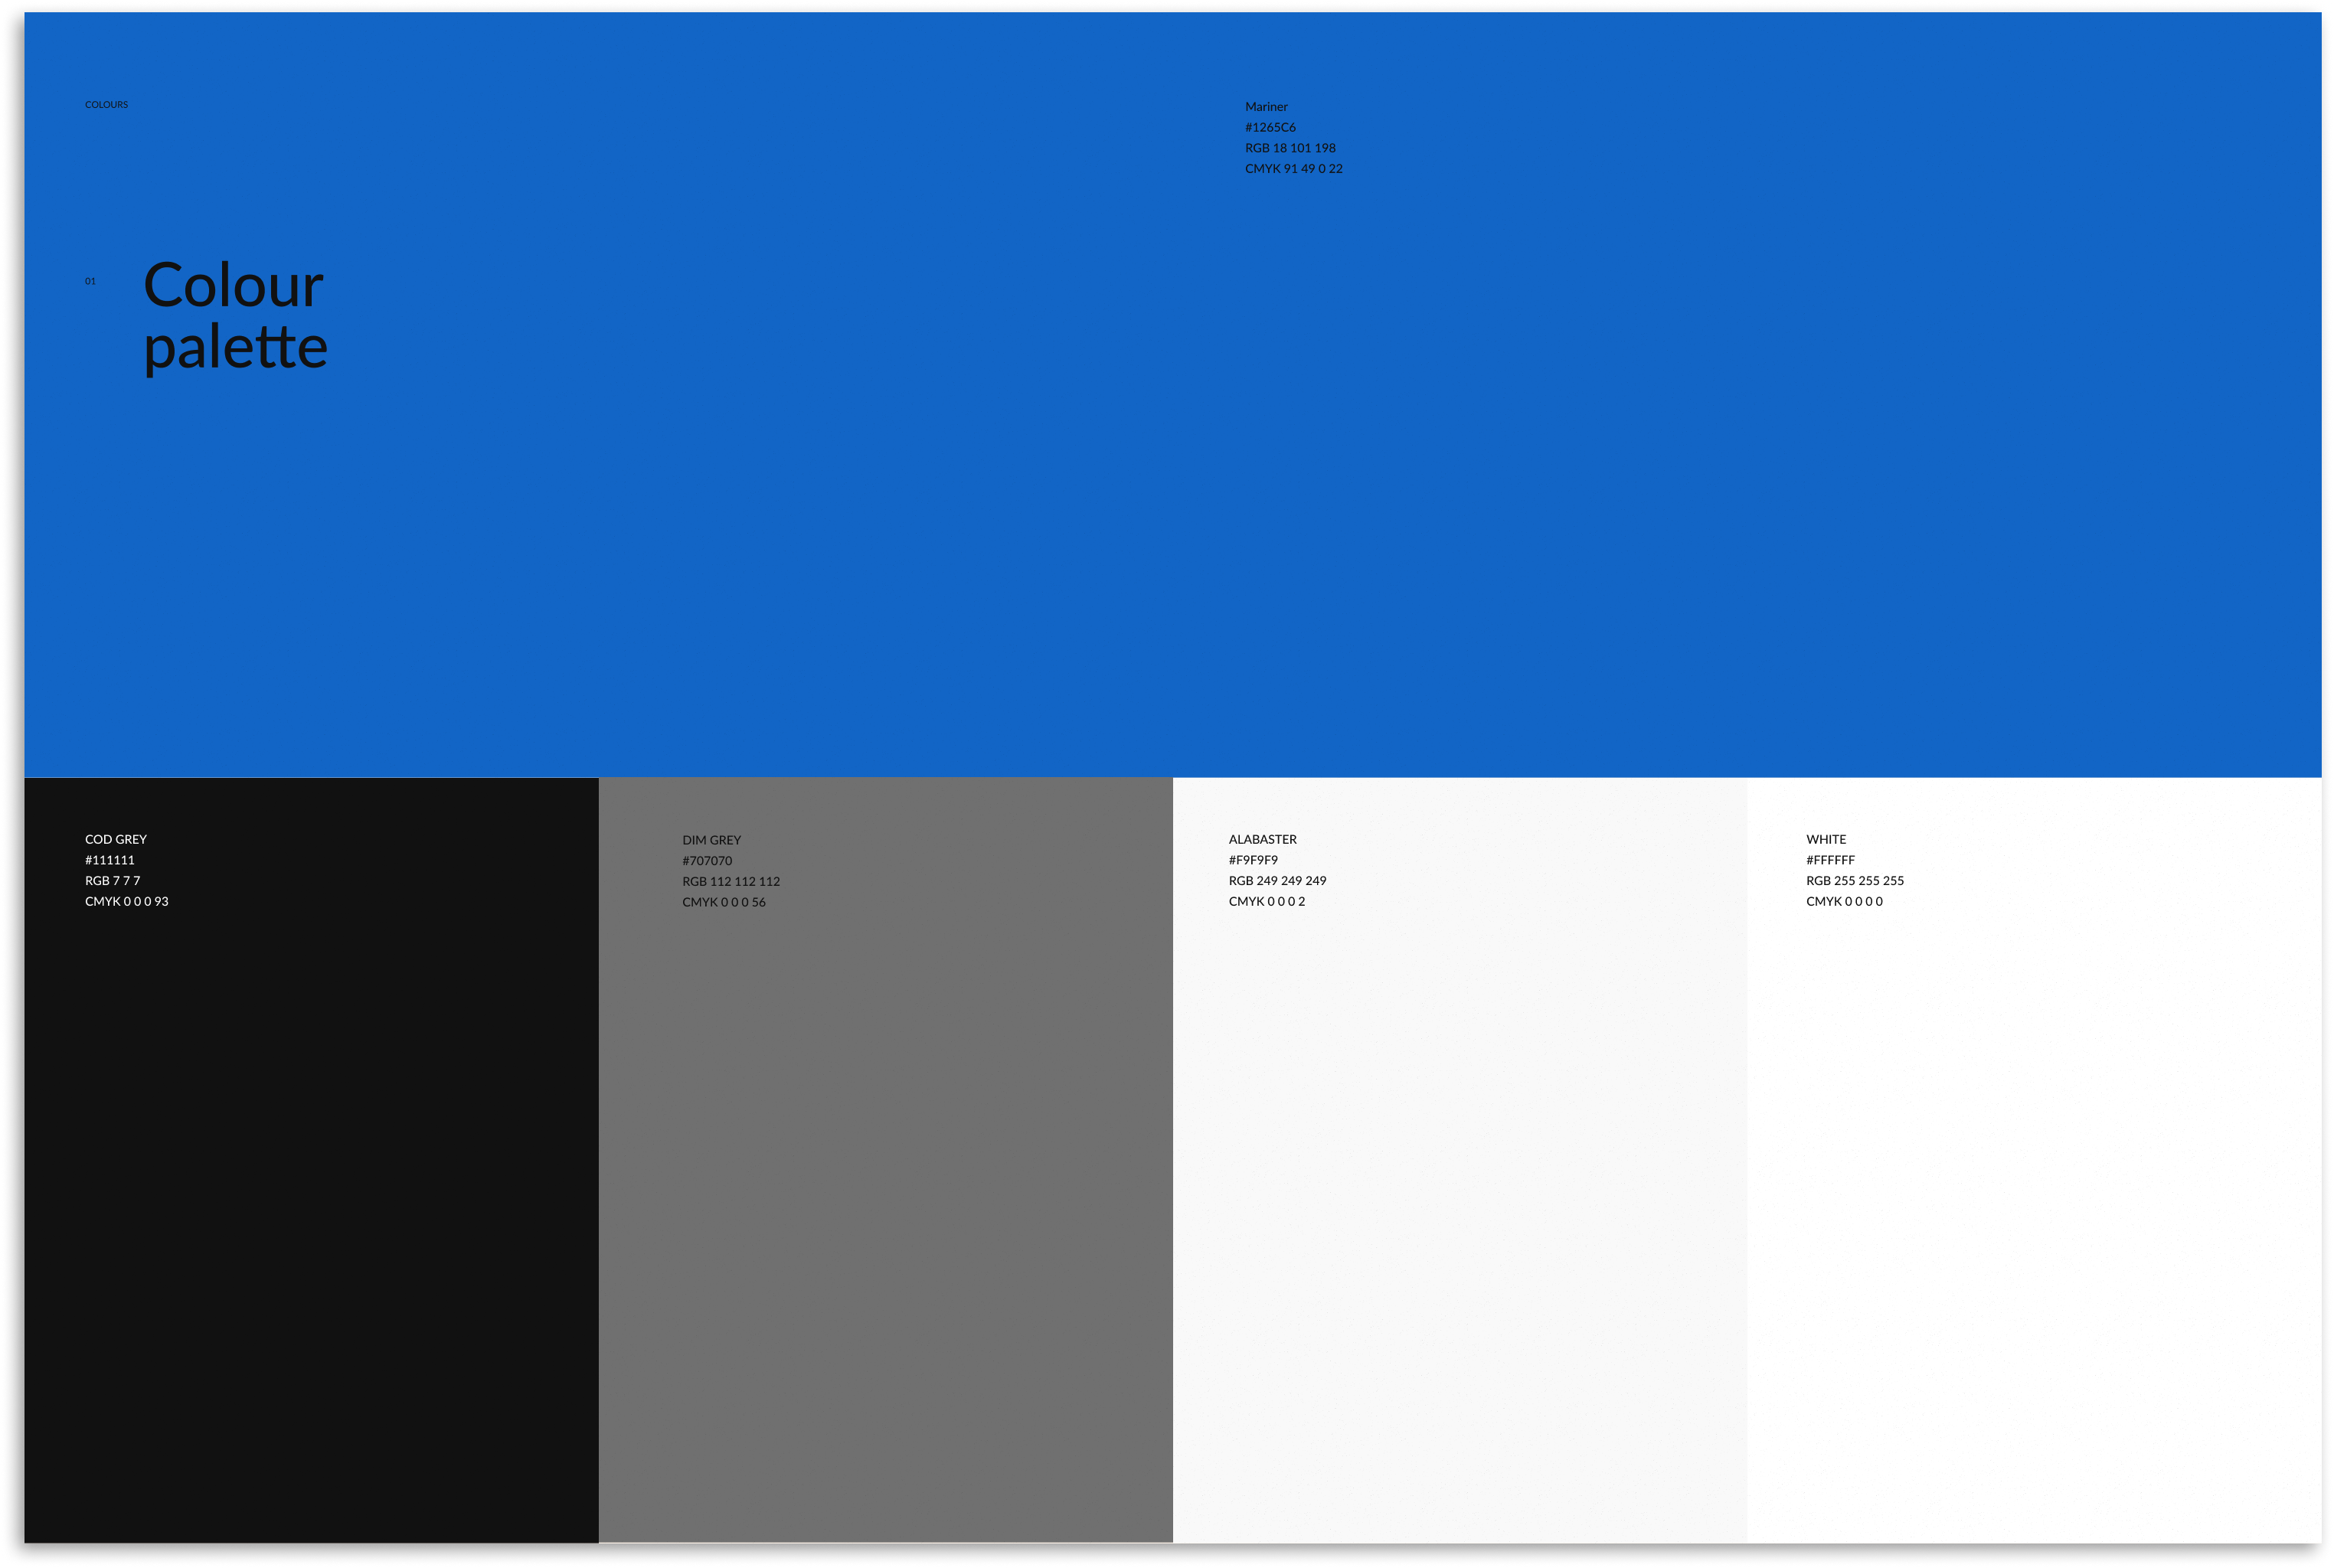 COLOURS
Mariner
#1265C6
RGB 18 101 198
CMYK 91 49 0 22
01
Colour
palette
COD GREY
#111111
RGB 7 7 7
CMYK 0 0 0 93
DIM GREY
#707070
RGB 112 112 112
CMYK 0 0 0 56
ALABASTER
#F9F9F9
RGB 249 249 249
CMYK 0 0 0 2
WHITE
#FFFFFF
RGB 255 255 255
CMYK 0 0 0 0